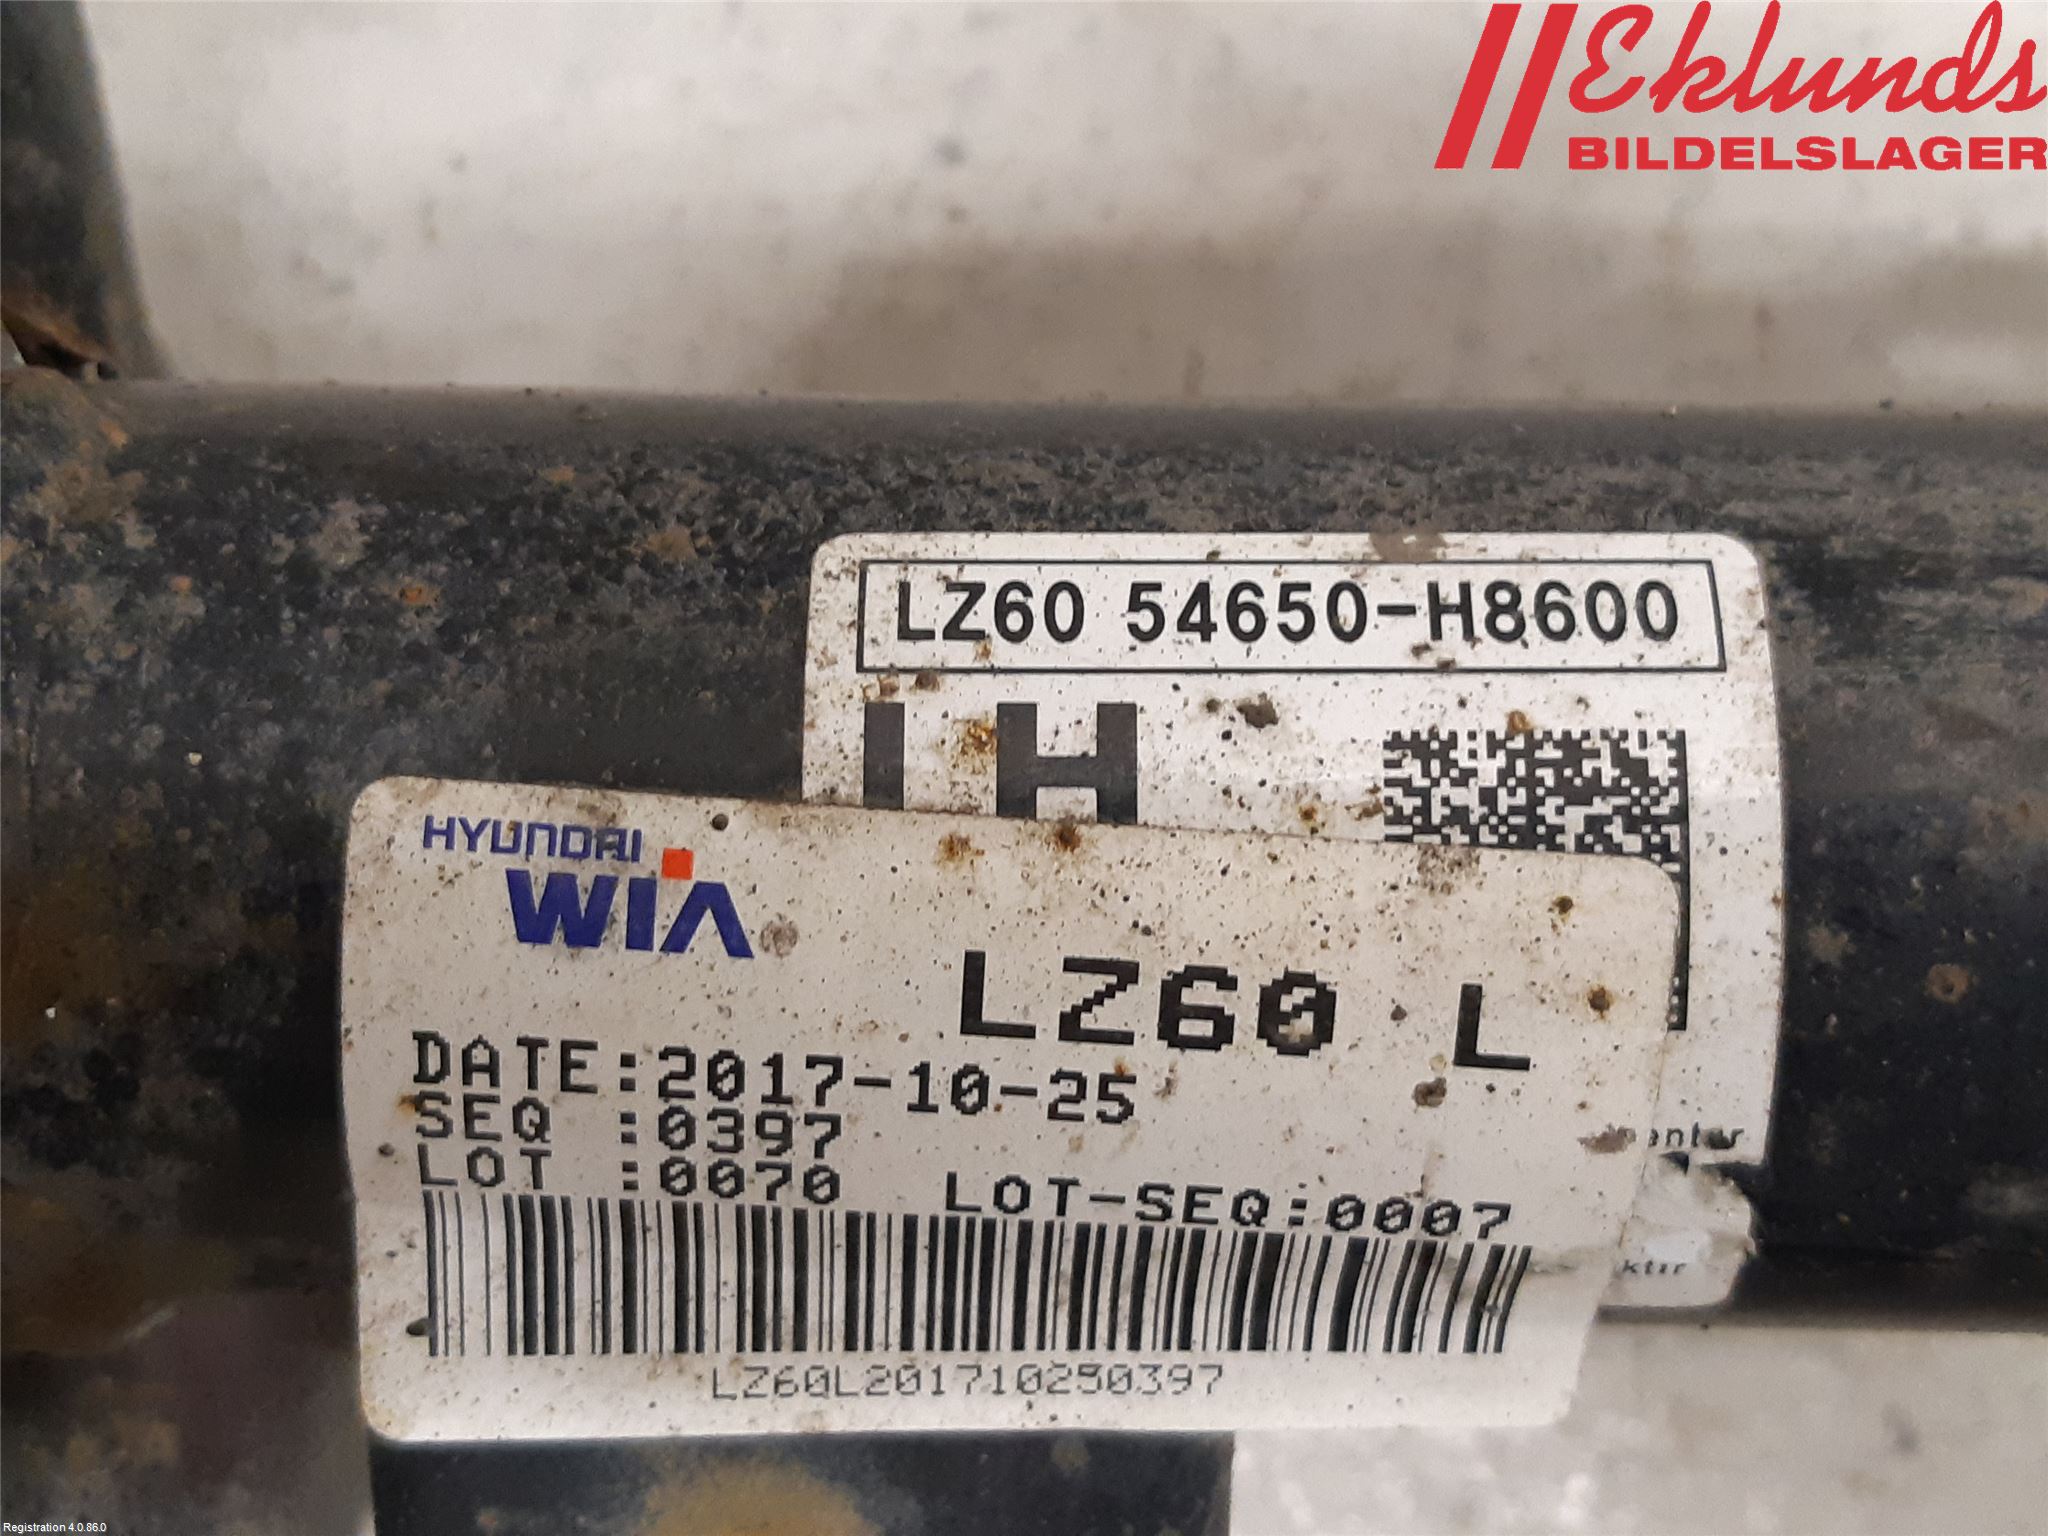 Eklunds
BILDELSLAGER
LZ60 54650-H8600
LH
HYUNDAI
WIA
LZ60 L
DATE:2017-10-25
SEQ :0397
LOT :0070 LOT-SEQ:0007
LZ60L201710250397
Registration 4.0.86.0